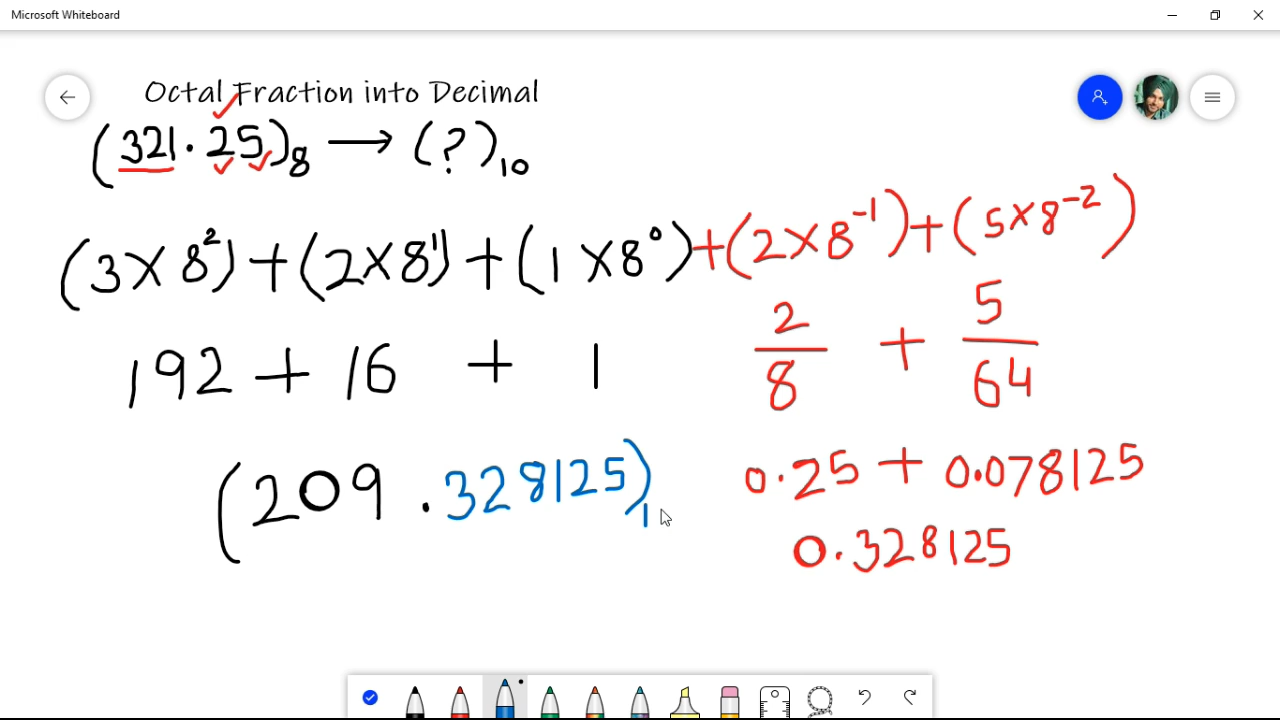 Microsoft Whiteboard
Octal Fraction into Decimal
(321.25)₈ → (?)₁₀
(3 × 8²) + (2 × 8¹) + (1 × 8⁰) + (2 × 8⁻¹) + (5 × 8⁻²)
192 + 16 + 1 2/8 + 5/64
(209.328125)₁ 0.25 + 0.078125
0.328125